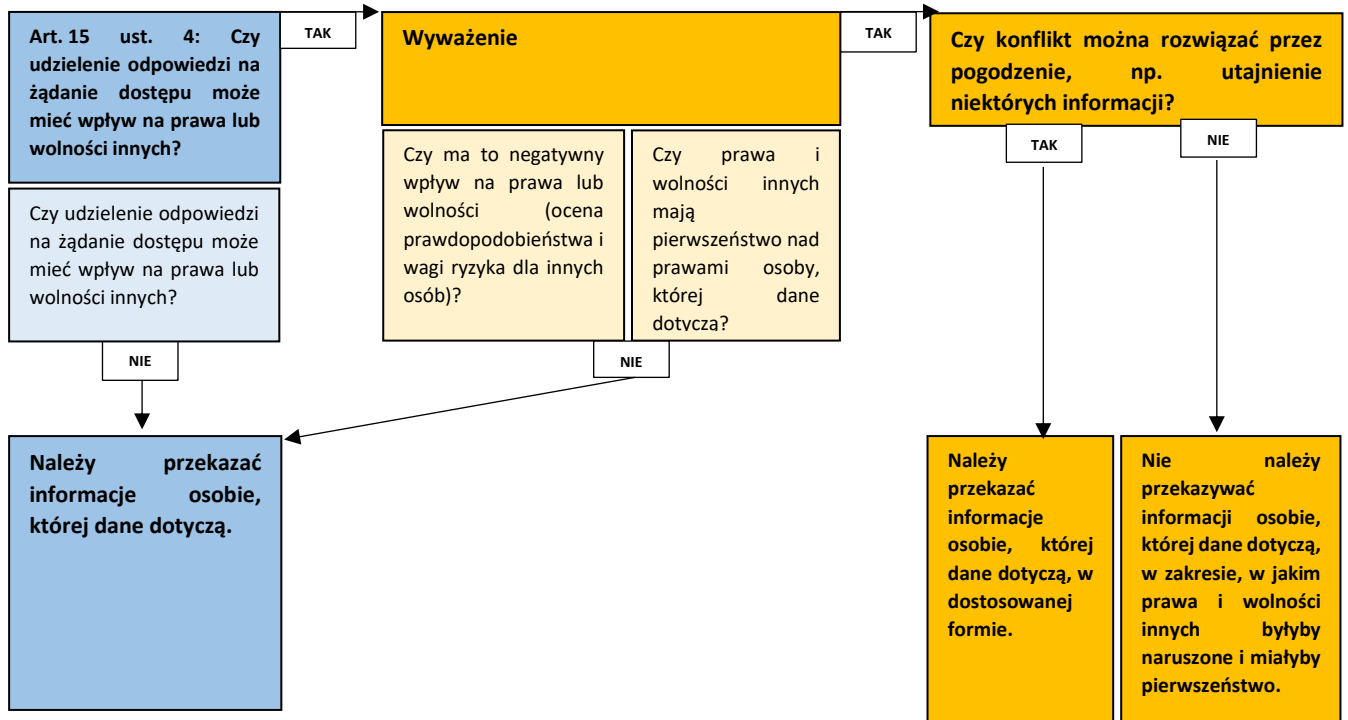 Art. 15 ust. 4: Czy
udzielenie odpowiedzi na
żądanie dostępu może
mieć wpływ na prawa lub
wolności innych?
TAK
Wyważenie
TAK
Czy konflikt można rozwiązać przez
pogodzenie, np. utajnienie
niektórych informacji?
Czy udzielenie odpowiedzi
na żądanie dostępu może
mieć wpływ na prawa lub
wolności innych?
NIE
Czy ma to negatywny
wpływ na prawa lub
wolności (ocena
prawdopodobieństwa i
wagi ryzyka dla innych
osób)?
Czy prawa i
wolności innych
mają
pierwszeństwo nad
prawami osoby,
której dane
dotyczą?
NIE
TAK
NIE
Należy przekazać
informacje osobie,
której dane dotyczą.
Należy
przekazać
informacje
osobie, której
dane dotyczą, w
dostosowanej
formie.
Nie należy
przekazywać
informacji osobie,
której dane dotyczą,
w zakresie, w jakim
prawa i wolności
innych byłyby
naruszone i miałyby
pierwszeństwo.